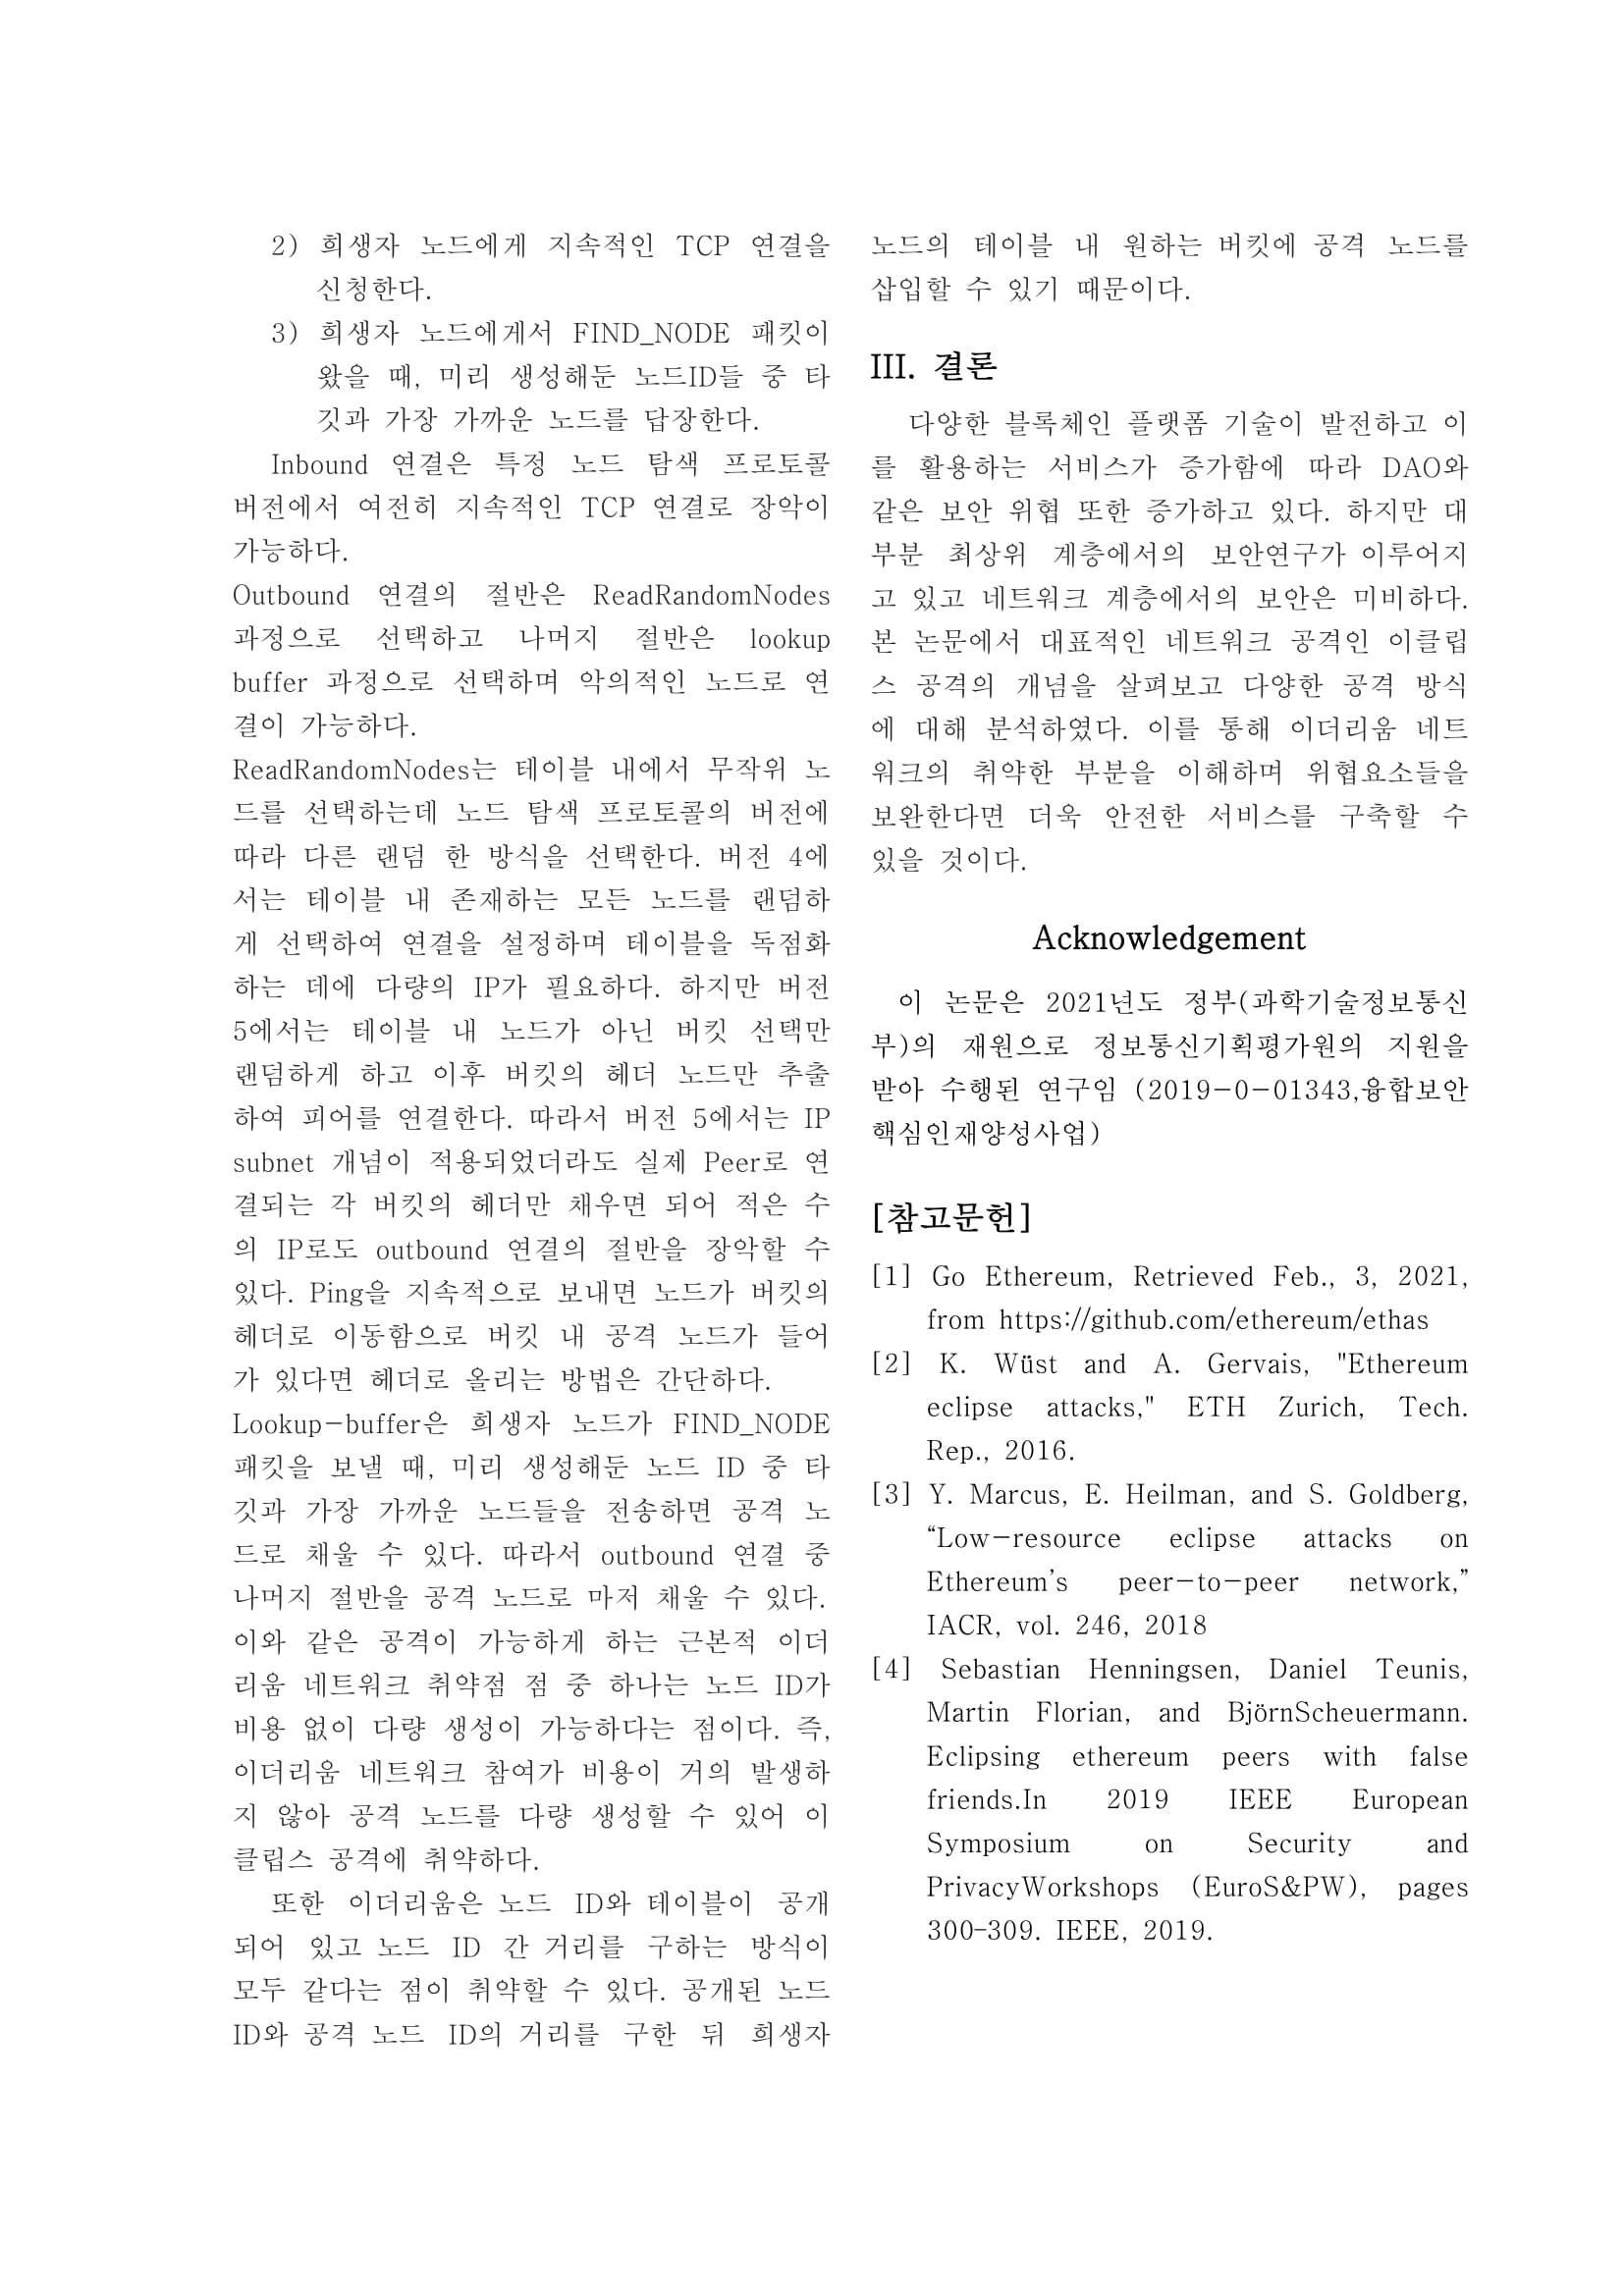 2) 희생자 노드에게 지속적인 TCP 연결을
신청한다.
3) 희생자 노드에게서 FIND_NODE 패킷이
왔을 때, 미리 생성해둔 노드ID들 중 타
깃과 가장 가까운 노드를 답장한다.
Inbound 연결은 특정 노드 탐색 프로토콜
버전에서 여전히 지속적인 TCP 연결로 장악이
가능하다.
Outbound 연결의 절반은 ReadRandomNodes
과정으로 선택하고 나머지 절반은 lookup
buffer 과정으로 선택하며 악의적인 노드로 연
결이 가능하다.
ReadRandomNodes는 테이블 내에서 무작위 노
드를 선택하는데 노드 탐색 프로토콜의 버전에
따라 다른 랜덤 한 방식을 선택한다. 버전 4에
서는 테이블 내 존재하는 모든 노드를 랜덤하
게 선택하여 연결을 설정하며 테이블을 독점화
하는 데에 다량의 IP가 필요하다. 하지만 버전
5에서는 테이블 내 노드가 아닌 버킷 선택만
랜덤하게 하고 이후 버킷의 헤더 노드만 추출
하여 피어를 연결한다. 따라서 버전 5에서는 IP
subnet 개념이 적용되었더라도 실제 Peer로 연
결되는 각 버킷의 헤더만 채우면 되어 적은 수
의 IP로도 outbound 연결의 절반을 장악할 수
있다. Ping을 지속적으로 보내면 노드가 버킷의
헤더로 이동함으로 버킷 내 공격 노드가 들어
가 있다면 헤더로 올리는 방법은 간단하다.
Lookup-buffer은 희생자 노드가 FIND_NODE
패킷을 보낼 때, 미리 생성해둔 노드 ID 중 타
깃과 가장 가까운 노드들을 전송하면 공격 노
드로 채울 수 있다. 따라서 outbound 연결 중
나머지 절반을 공격 노드로 마저 채울 수 있다.
이와 같은 공격이 가능하게 하는 근본적 이더
리움 네트워크 취약점 점 중 하나는 노드 ID가
비용 없이 다량 생성이 가능하다는 점이다. 즉,
이더리움 네트워크 참여가 비용이 거의 발생하
지 않아 공격 노드를 다량 생성할 수 있어 이
클립스 공격에 취약하다.
또한 이더리움은 노드 ID와 테이블이 공개
되어 있고 노드 ID 간 거리를 구하는 방식이
모두 같다는 점이 취약할 수 있다. 공개된 노드
ID와 공격 노드 ID의 거리를 구한 뒤 희생자
노드의 테이블 내 원하는 버킷에 공격 노드를
삽입할 수 있기 때문이다.
III. 결론
다양한 블록체인 플랫폼 기술이 발전하고 이
를 활용하는 서비스가 증가함에 따라 DAO와
같은 보안 위협 또한 증가하고 있다. 하지만 대
부분 최상위 계층에서의 보안연구가 이루어지
고 있고 네트워크 계층에서의 보안은 미비하다.
본 논문에서 대표적인 네트워크 공격인 이클립
스 공격의 개념을 살펴보고 다양한 공격 방식
에 대해 분석하였다. 이를 통해 이더리움 네트
워크의 취약한 부분을 이해하며 위협요소들을
보완한다면 더욱 안전한 서비스를 구축할 수
있을 것이다.
Acknowledgement
이 논문은 2021년도 정부(과학기술정보통신
부)의 재원으로 정보통신기획평가원의 지원을
받아 수행된 연구임 (2019-0-01343,융합보안
핵심인재양성사업)
[참고문헌]
[1] Go Ethereum, Retrieved Feb., 3, 2021,
from https://github.com/ethereum/ethas
[2] K. Wüst and A. Gervais, "Ethereum
eclipse attacks," ETH Zurich, Tech.
Rep., 2016.
[3] Y. Marcus, E. Heilman, and S. Goldberg,
“Low-resource eclipse attacks on
Ethereum’s peer-to-peer network,”
IACR, vol. 246, 2018
[4] Sebastian Henningsen, Daniel Teunis,
Martin Florian, and BjörnScheuermann.
Eclipsing ethereum peers with false
friends.In 2019 IEEE European
Symposium on Security and
PrivacyWorkshops (EuroS&PW), pages
300–309. IEEE, 2019.